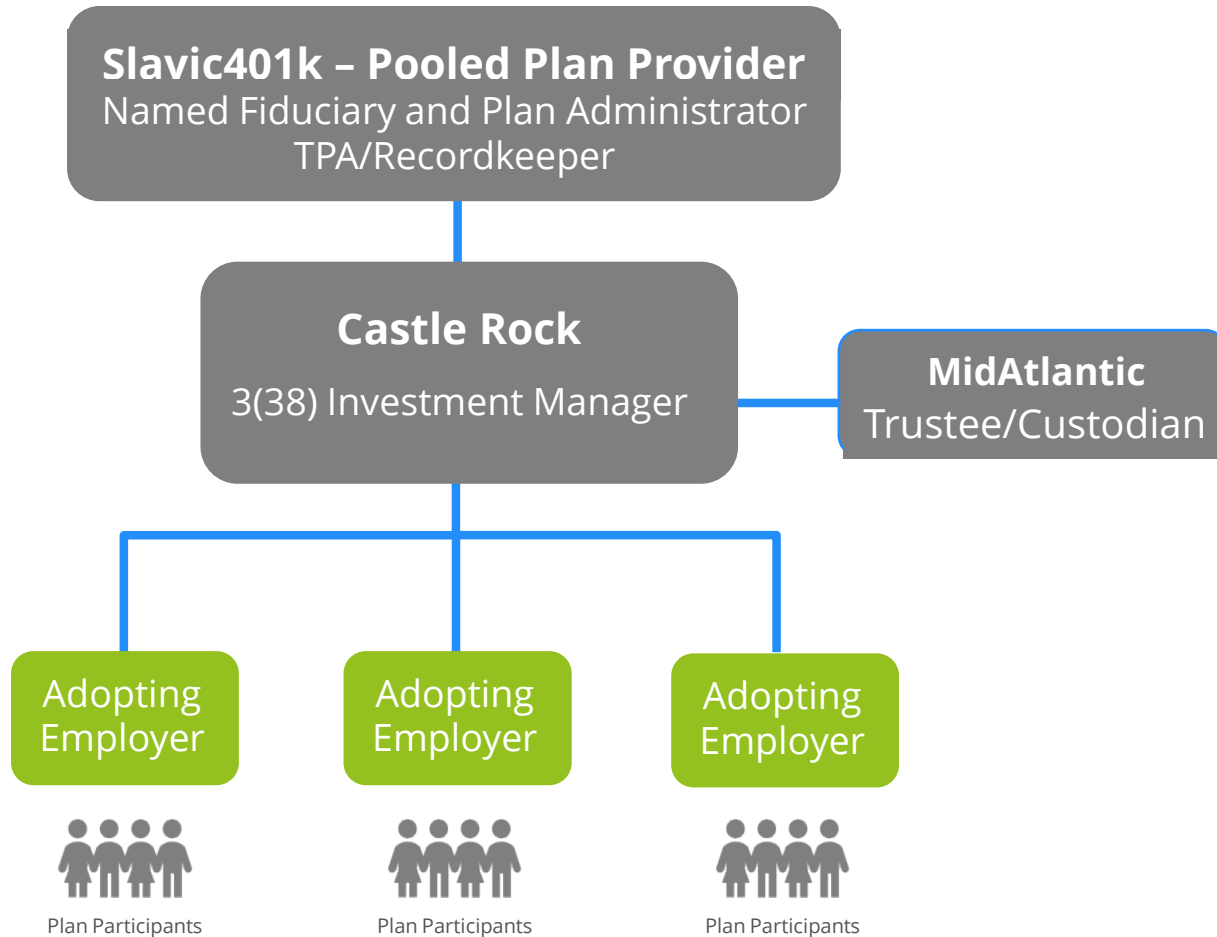 Slavic401k – Pooled Plan Provider
Named Fiduciary and Plan Administrator
TPA/Recordkeeper
Castle Rock
3(38) Investment Manager
MidAtlantic
Trustee/Custodian
Adopting
Employer
Adopting
Employer
Adopting
Employer
Plan Participants
Plan Participants
Plan Participants